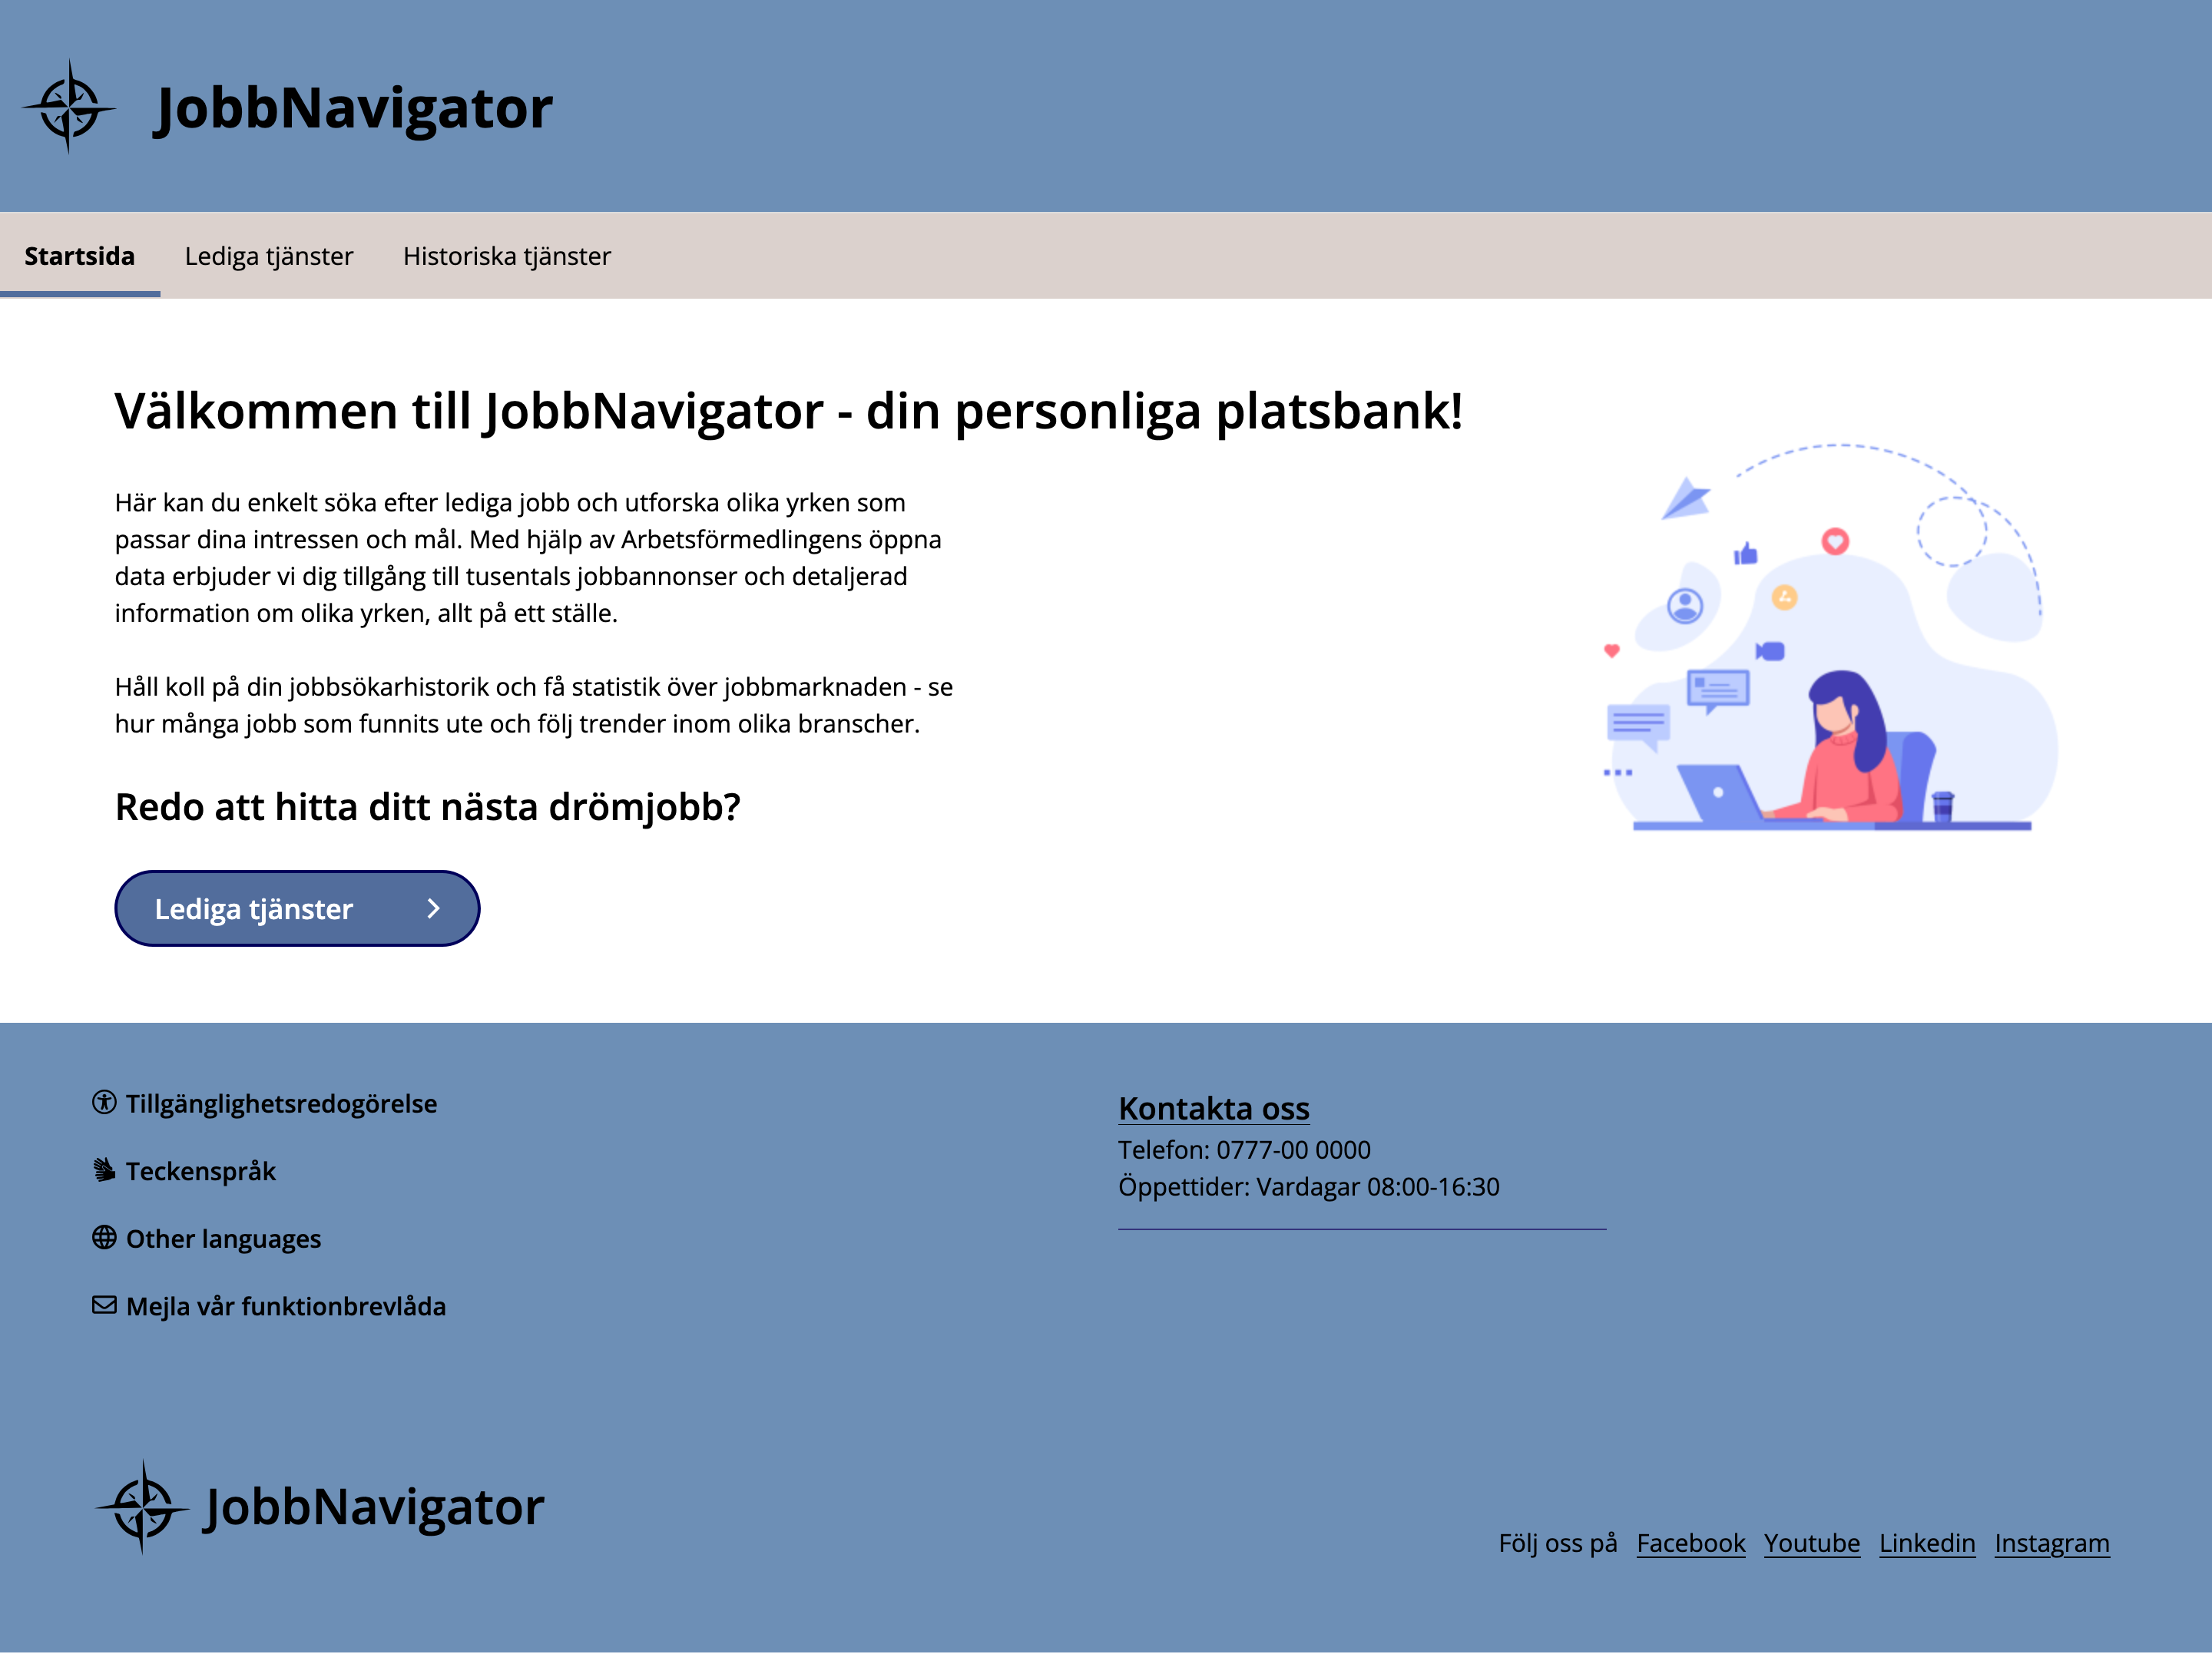 JobbNavigator
Startsida
Lediga tjänster
Historiska tjänster
Välkommen till JobbNavigator - din personliga platsbank!
Här kan du enkelt söka efter lediga jobb och utforska olika yrken som
passar dina intressen och mål. Med hjälp av Arbetsförmedlingens öppna
data erbjuder vi dig tillgång till tusentals jobbannonser och detaljerad
information om olika yrken, allt på ett ställe.
Håll koll på din jobbsökarhistorik och få statistik över jobbmarknaden - se
hur många jobb som funnits ute och följ trender inom olika branscher.
Redo att hitta ditt nästa drömjobb?
Lediga tjänster
Tillgänglighetsredogörelse
Teckenspråk
Other languages
Mejla vår funktionbrevlåda
Kontakta oss
Telefon: 0777-00 0000
Öppettider: Vardagar 08:00-16:30
JobbNavigator
Följ oss på Facebook Youtube Linkedin Instagram